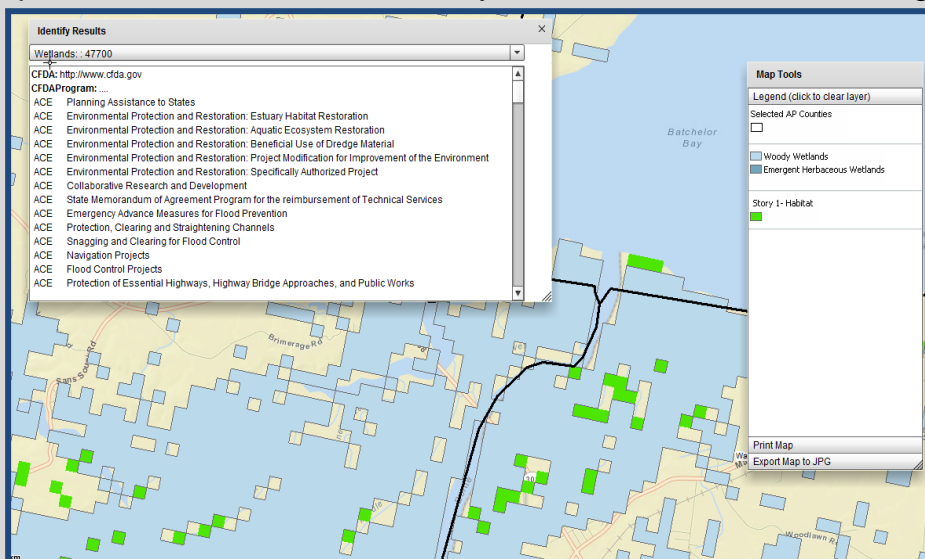 Identify Results
Wetlands: : 47700
CFDA: http://www.cfda.gov
CFDAProgram: ....
ACE Planning Assistance to States
ACE Environmental Protection and Restoration: Estuary Habitat Restoration
ACE Environmental Protection and Restoration: Aquatic Ecosystem Restoration
ACE Environmental Protection and Restoration: Beneficial Use of Dredge Material
ACE Environmental Protection and Restoration: Project Modification for Improvement of the Environment
ACE Environmental Protection and Restoration: Specifically Authorized Project
ACE Collaborative Research and Development
ACE State Memorandum of Agreement Program for the reimbursement of Technical Services
ACE Emergency Advance Measures for Flood Prevention
ACE Protection, Clearing and Straightening Channels
ACE Snagging and Clearing for Flood Control
ACE Navigation Projects
ACE Flood Control Projects
ACE Protection of Essential Highways, Highway Bridge Approaches, and Public Works
Map Tools
Legend (click to clear layer)
Selected AP Counties
Woody Wetlands
Emergent Herbaceous Wetlands
Story 1- Habitat
Print Map
Export Map to JPG
Batchelor
Bay
Brimerage Rd
Sans Souci Rd
Woodlawn R